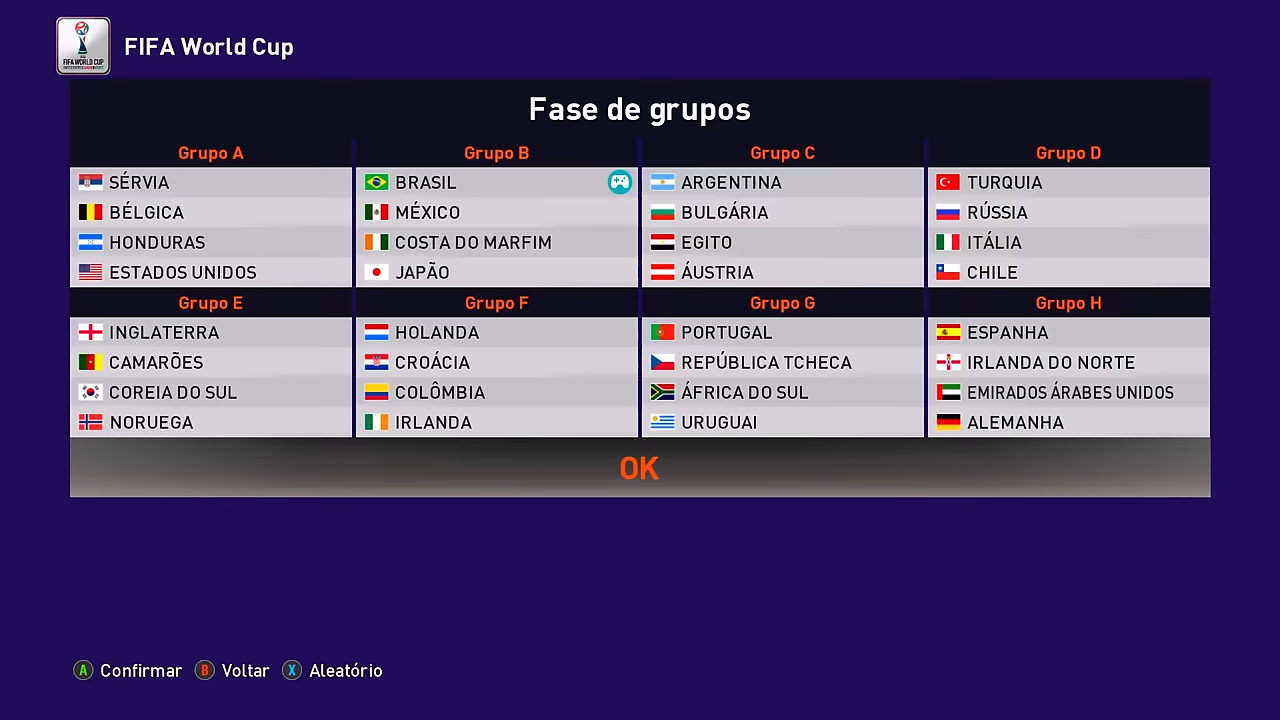 FIFA WORLD CUP
FIFA World Cup
Fase de grupos
Grupo A
SÉRVIA
BÉLGICA
HONDURAS
ESTADOS UNIDOS
Grupo B
BRASIL
MÉXICO
COSTA DO MARFIM
JAPÃO
Grupo C
ARGENTINA
BULGÁRIA
EGITO
ÁUSTRIA
Grupo D
TURQUIA
RÚSSIA
ITÁLIA
CHILE
Grupo E
INGLATERRA
CAMARÕES
COREIA DO SUL
NORUEGA
Grupo F
HOLANDA
CROÁCIA
COLÔMBIA
IRLANDA
Grupo G
PORTUGAL
REPÚBLICA TCHECA
ÁFRICA DO SUL
URUGUAI
Grupo H
ESPANHA
IRLANDA DO NORTE
EMIRADOS ÁRABES UNIDOS
ALEMANHA
OK
A Confirmar B Voltar X Aleatório